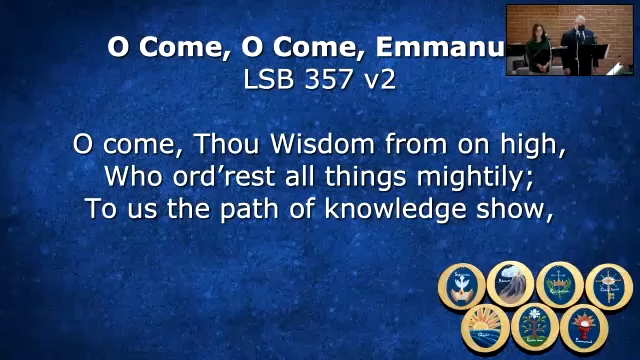 O Come, O Come, Emmanu
LSB 357 v2
O come, Thou Wisdom from on high,
Who ord’rest all things mightily;
To us the path of knowledge show,